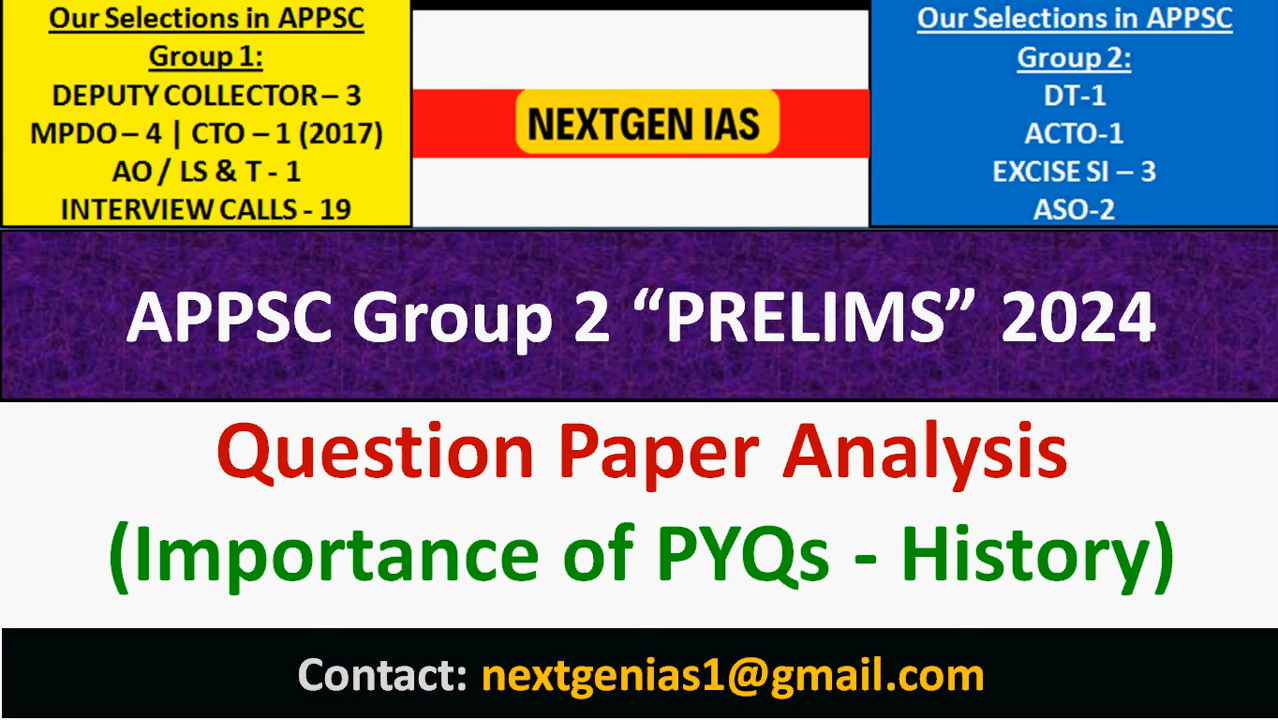 Our Selections in APPSC
Group 1:
DEPUTY COLLECTOR – 3
MPDO – 4 | CTO – 1 (2017)
AO / LS & T - 1
INTERVIEW CALLS - 19
NEXTGEN IAS
Our Selections in APPSC
Group 2:
DT-1
ACTO-1
EXCISE SI – 3
ASO-2
APPSC Group 2 “PRELIMS” 2024
Question Paper Analysis
(Importance of PYQs - History)
Contact: nextgenias1@gmail.com